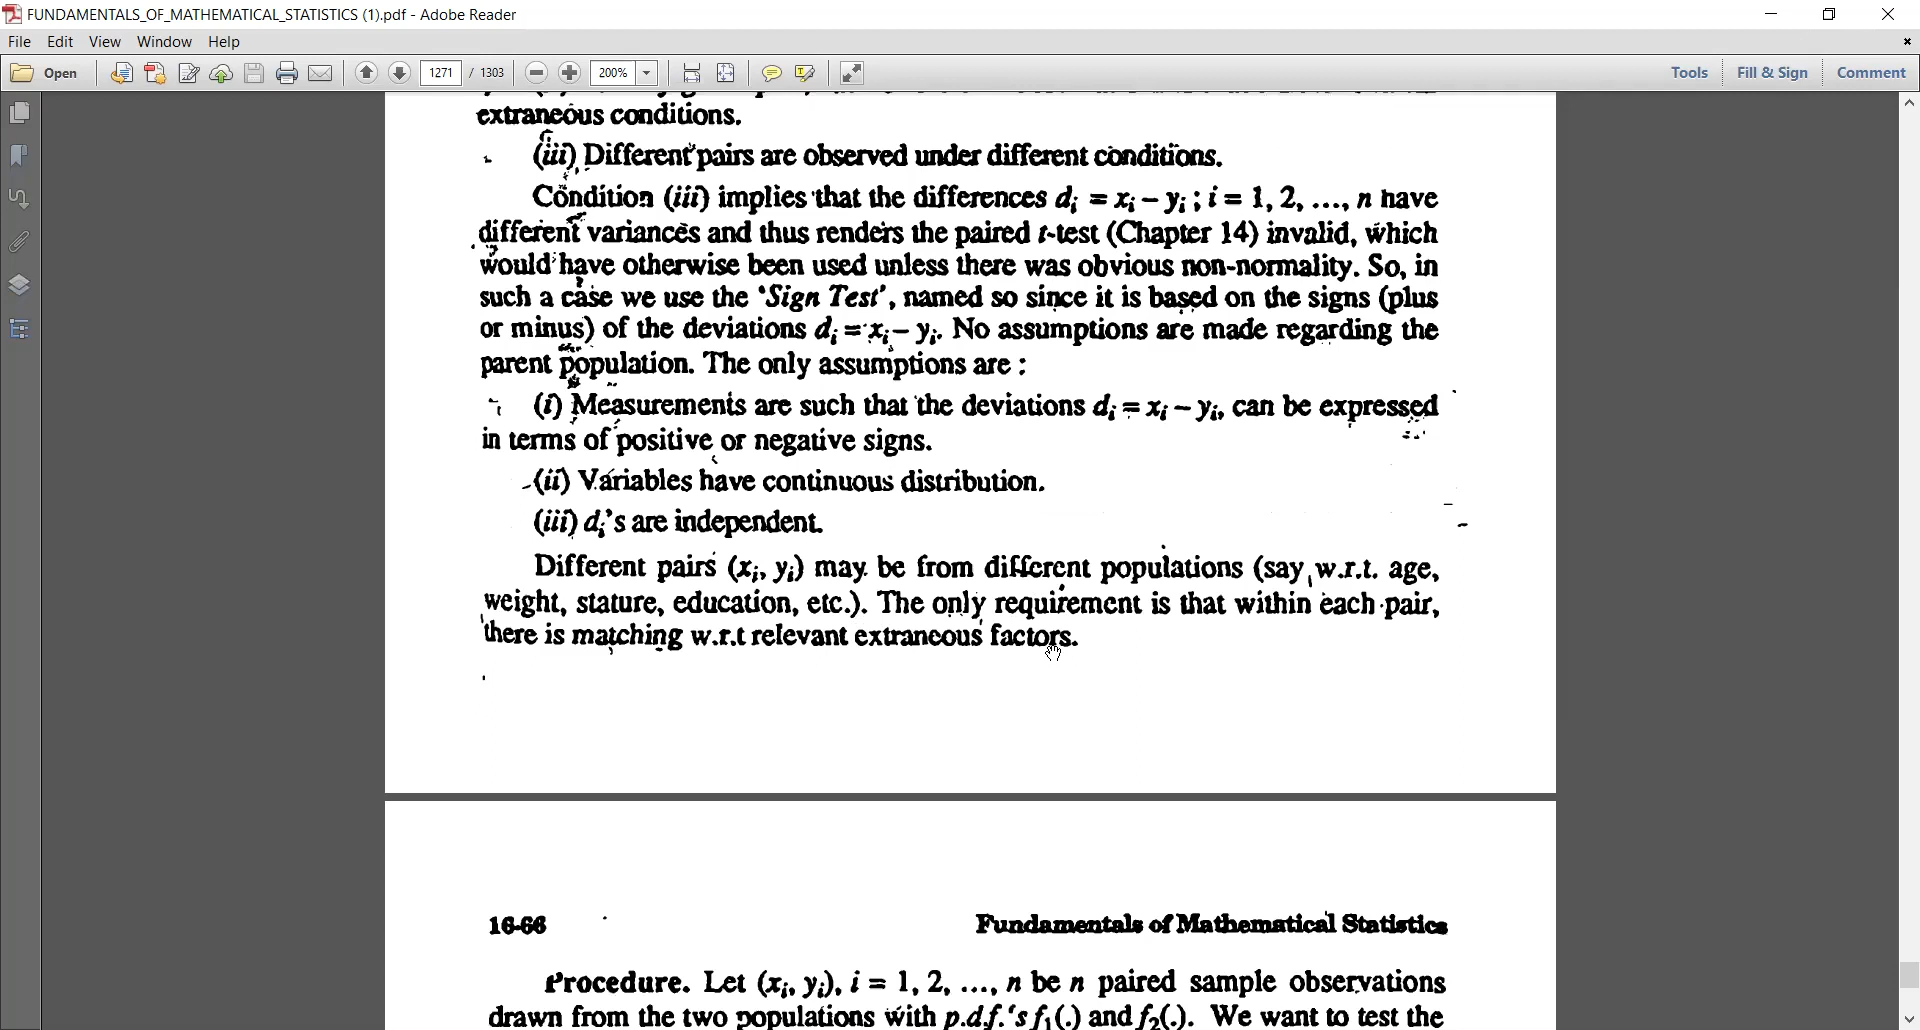 FUNDAMENTALS_OF_MATHEMATICAL_STATISTICS (1).pdf - Adobe Reader
File Edit View Window Help
Open 1271 / 1303 200% Tools Fill & Sign Comment
extraneous conditions.
(iii) Different pairs are observed under different conditions.
Condition (iii) implies that the differences dᵢ = xᵢ − yᵢ ; i = 1, 2, ..., n have
different variances and thus renders the paired t-test (Chapter 14) invalid, which
would have otherwise been used unless there was obvious non-normality. So, in
such a case we use the 'Sign Test', named so since it is based on the signs (plus
or minus) of the deviations dᵢ = xᵢ − yᵢ. No assumptions are made regarding the
parent population. The only assumptions are :
(i) Measurements are such that the deviations dᵢ = xᵢ − yᵢ, can be expressed
in terms of positive or negative signs.
(ii) Variables have continuous distribution.
(iii) dᵢ's are independent.
Different pairs (xᵢ, yᵢ) may be from different populations (say, w.r.t. age,
weight, stature, education, etc.). The only requirement is that within each pair,
there is matching w.r.t relevant extraneous factors.
16-66 Fundamentals of Mathematical Statistics
Procedure. Let (xᵢ, yᵢ), i = 1, 2, ..., n be n paired sample observations
drawn from the two populations with p.d.f.'s f₁(.) and f₂(.). We want to test the